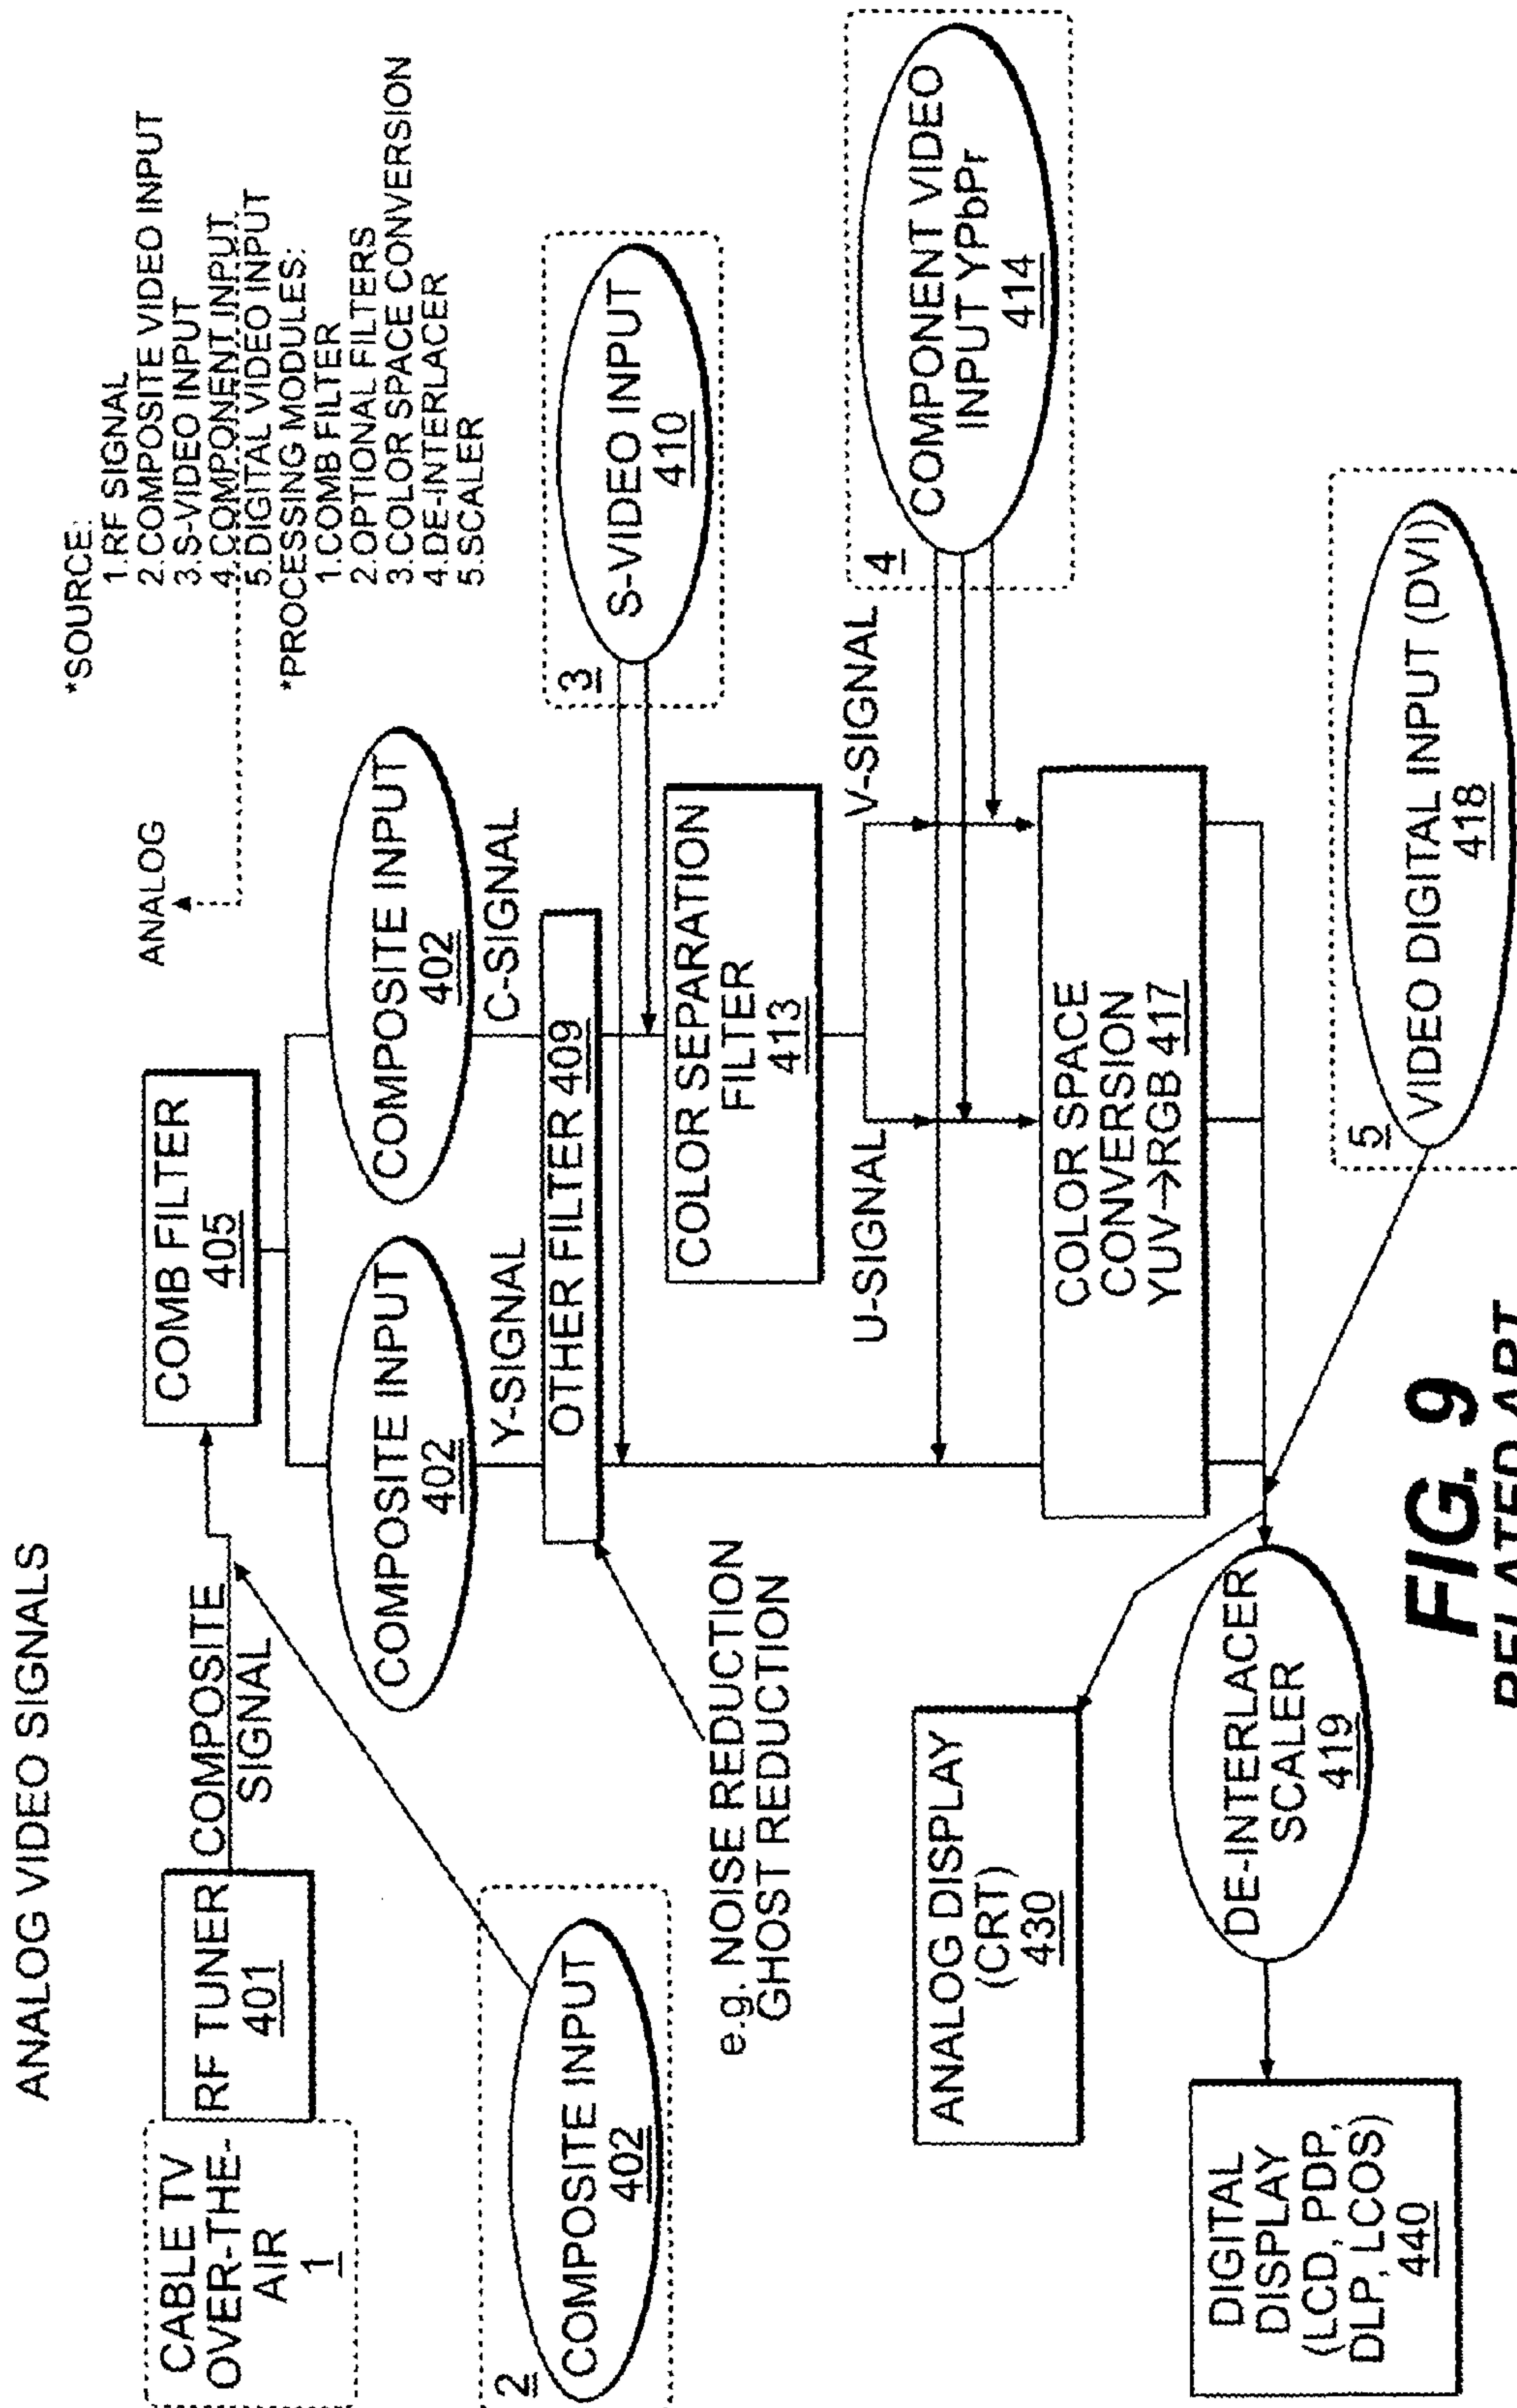 ANALOG VIDEO SIGNALS
CABLE TV
OVER-THE-
AIR
1
RF TUNER
401
COMPOSITE
SIGNAL
COMB FILTER
405
ANALOG
*SOURCE:
1.RF SIGNAL
2.COMPOSITE VIDEO INPUT
3.S-VIDEO INPUT
4.COMPONENT INPUT
5.DIGITAL VIDEO INPUT
*PROCESSING MODULES:
1.COMB FILTER
2.OPTIONAL FILTERS
3.COLOR SPACE CONVERSION
4.DE-INTERLACER
5.SCALER
2
COMPOSITE INPUT
402
COMPOSITE INPUT
402
COMPOSITE INPUT
402
Y-SIGNAL
C-SIGNAL
OTHER FILTER 409
e.g. NOISE REDUCTION
GHOST REDUCTION
3
S-VIDEO INPUT
410
COLOR SEPARATION
FILTER
413
U-SIGNAL
V-SIGNAL
4
COMPONENT VIDEO
INPUT YPbPr
414
ANALOG DISPLAY
(CRT)
430
COLOR SPACE
CONVERSION
YUV→RGB 417
DIGITAL
DISPLAY
(LCD, PDP,
DLP, LCOS)
440
DE-INTERLACER
SCALER
419
5
VIDEO DIGITAL INPUT (DVI)
418
FIG. 9
RELATED ART